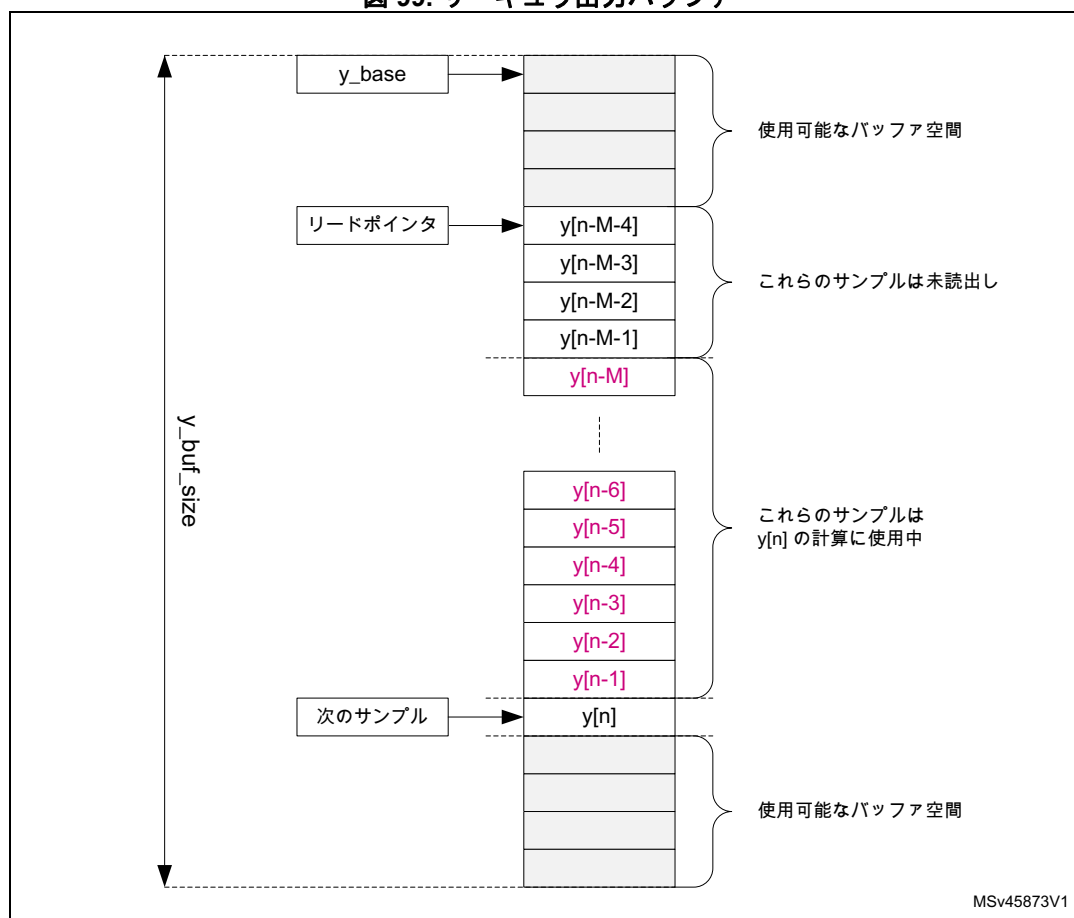 y_base
使用可能なバッファ空間
リードポインタ
y[n-M-4]
y[n-M-3]
y[n-M-2]
y[n-M-1]
これらのサンプルは未読出し
y[n-M]
y_buf_size
y[n-6]
y[n-5]
y[n-4]
y[n-3]
y[n-2]
y[n-1]
これらのサンプルは
y[n] の計算に使用中
次のサンプル
y[n]
使用可能なバッファ空間
MSv45873V1